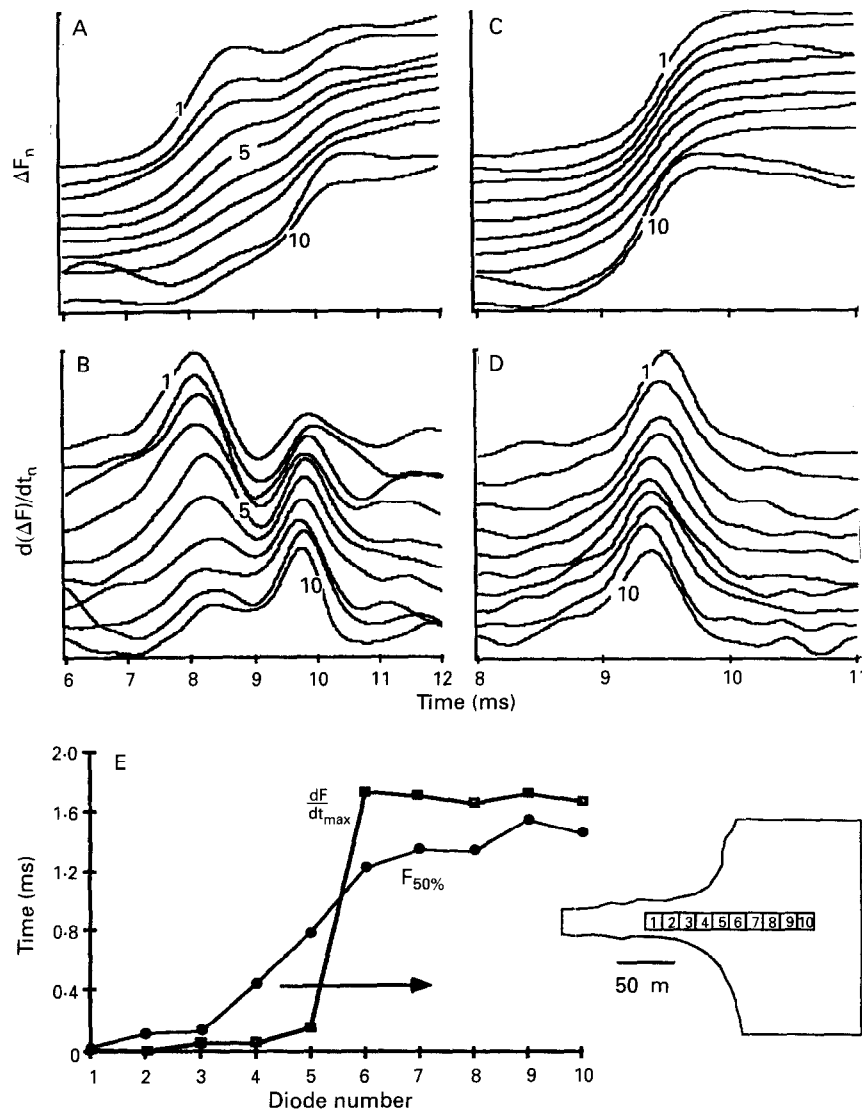 A
C
1
1
5
10
10
ΔFn
B
D
1
1
5
10
10
d(ΔF)/dtn
6 7 8 9 10 11 12
8 9 10 11
Time (ms)
E
2·0
1·6
1·2
0·8
0·4
0
Time (ms)
dF
dtmax
F50%
1 2 3 4 5 6 7 8 9 10
Diode number
1 2 3 4 5 6 7 8 9 10
50 m